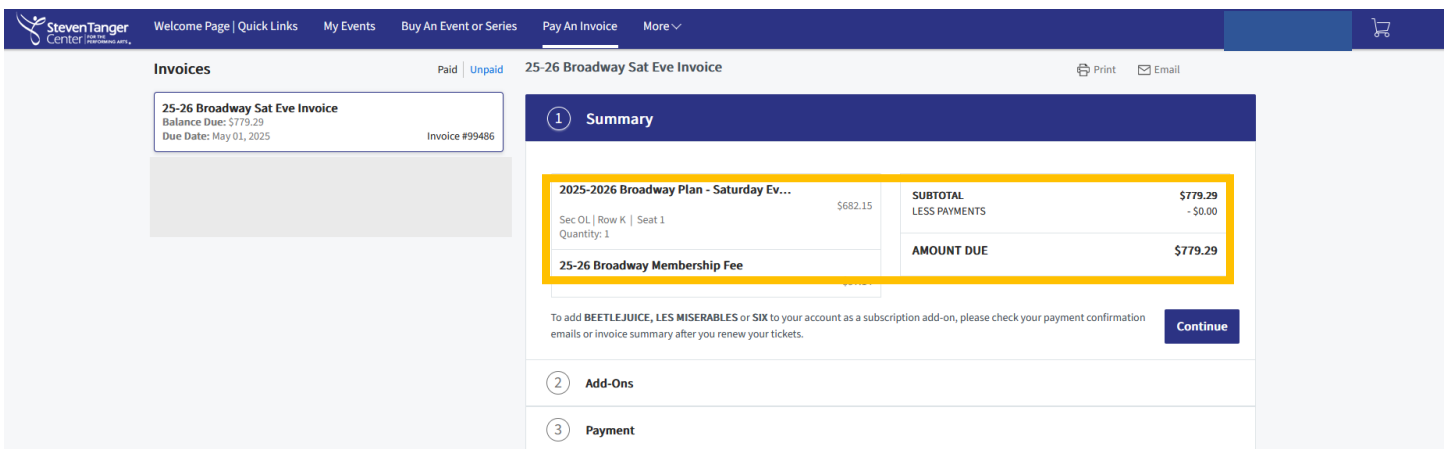 StevenTanger
Center FOR THE PERFORMING ARTS
Welcome Page | Quick Links
My Events
Buy An Event or Series
Pay An Invoice
More
Invoices
Paid | Unpaid
25-26 Broadway Sat Eve Invoice
Balance Due: $779.29
Due Date: May 01, 2025
Invoice #99486
25-26 Broadway Sat Eve Invoice
Print
Email
1 Summary
2025-2026 Broadway Plan - Saturday Ev...
$682.15
Sec OL | Row K | Seat 1
Quantity: 1
25-26 Broadway Membership Fee
SUBTOTAL $779.29
LESS PAYMENTS - $0.00
AMOUNT DUE $779.29
To add BEETLEJUICE, LES MISERABLES or SIX to your account as a subscription add-on, please check your payment confirmation
emails or invoice summary after you renew your tickets.
Continue
2 Add-Ons
3 Payment